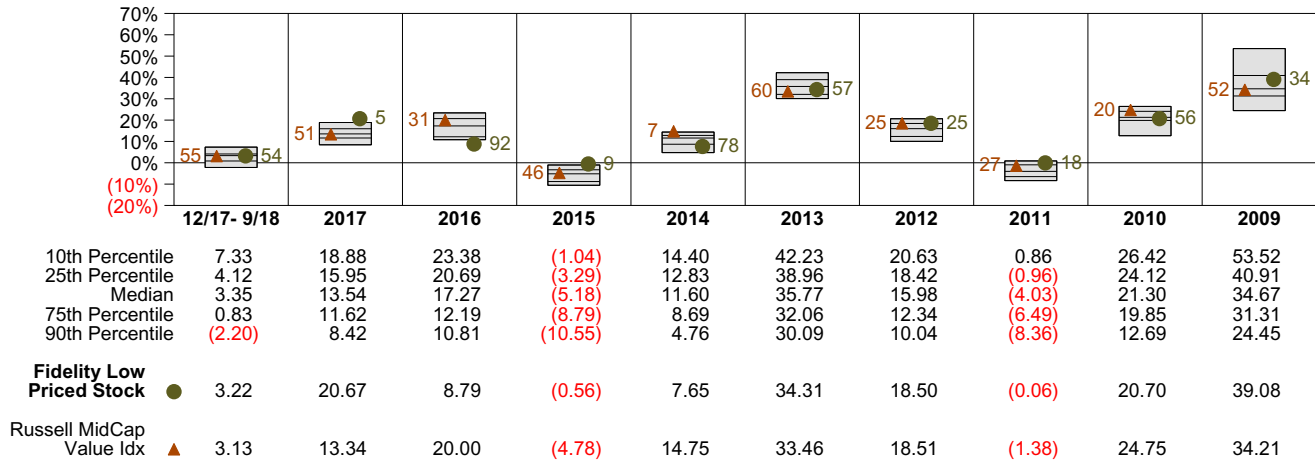 70%
60%
50%
40%
30%
20%
10%
0%
(10%)
(20%)
55 54
51 5
31 92
46 9
7 78
60 57
25 25
27 18
20 56
52 34
12/17- 9/18 2017 2016 2015 2014 2013 2012 2011 2010 2009
10th Percentile 7.33 18.88 23.38 (1.04) 14.40 42.23 20.63 0.86 26.42 53.52
25th Percentile 4.12 15.95 20.69 (3.29) 12.83 38.96 18.42 (0.96) 24.12 40.91
Median 3.35 13.54 17.27 (5.18) 11.60 35.77 15.98 (4.03) 21.30 34.67
75th Percentile 0.83 11.62 12.19 (8.79) 8.69 32.06 12.34 (6.49) 19.85 31.31
90th Percentile (2.20) 8.42 10.81 (10.55) 4.76 30.09 10.04 (8.36) 12.69 24.45
Fidelity Low
Priced Stock 3.22 20.67 8.79 (0.56) 7.65 34.31 18.50 (0.06) 20.70 39.08
Russell MidCap
Value Idx 3.13 13.34 20.00 (4.78) 14.75 33.46 18.51 (1.38) 24.75 34.21